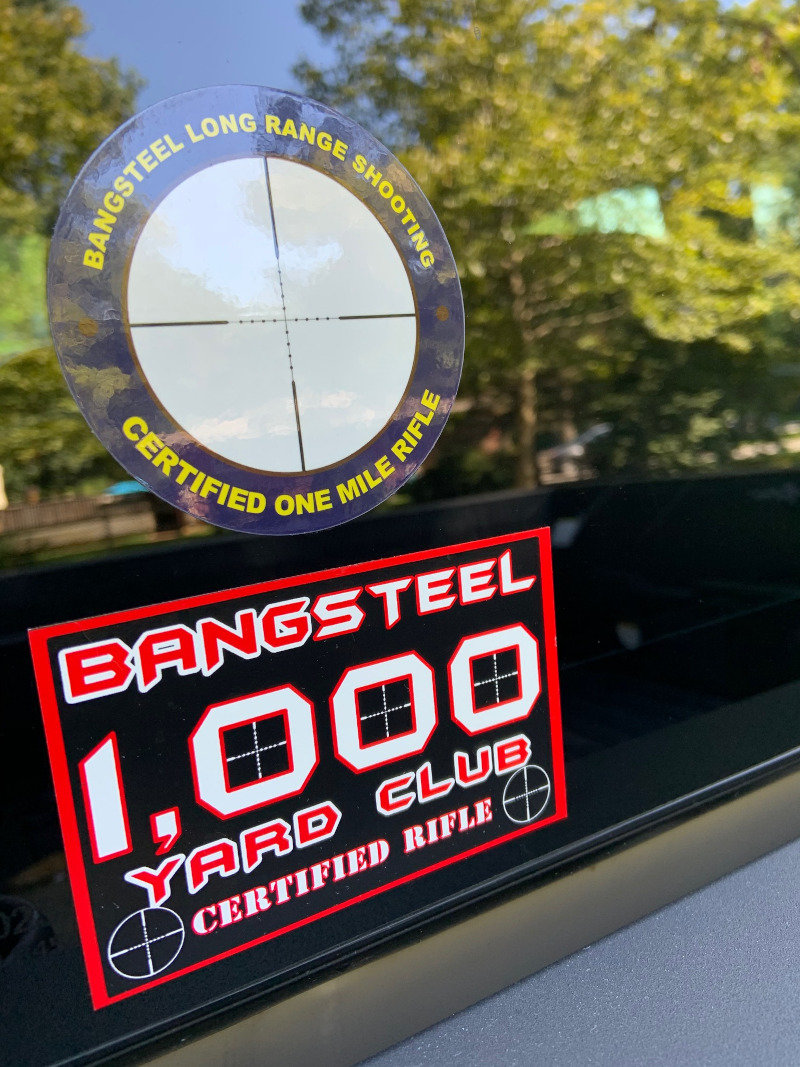 BANGSTEEL LONG RANGE SHOOTING
CERTIFIED ONE MILE RIFLE
BANGSTEEL
1,000
YARD CLUB
CERTIFIED RIFLE